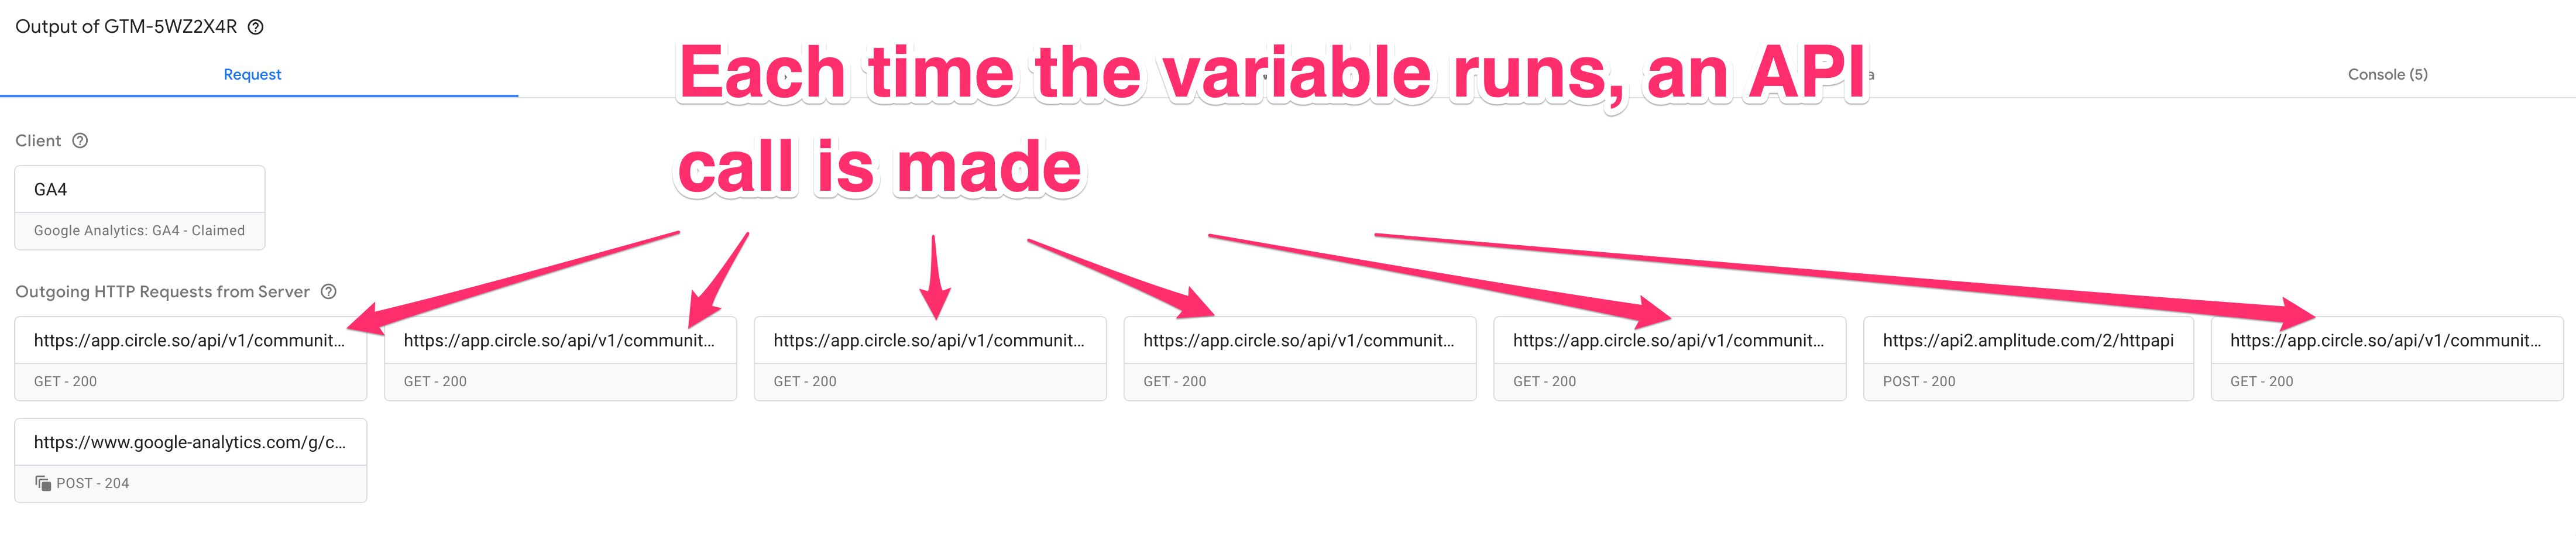 Output of GTM-5WZ2X4R
Each time the variable runs, an API
call is made
Request
Console (5)
Client
GA4
Google Analytics: GA4 - Claimed
Outgoing HTTP Requests from Server
https://app.circle.so/api/v1/communit...
GET - 200
https://app.circle.so/api/v1/communit...
GET - 200
https://app.circle.so/api/v1/communit...
GET - 200
https://app.circle.so/api/v1/communit...
GET - 200
https://app.circle.so/api/v1/communit...
GET - 200
https://api2.amplitude.com/2/httpapi
POST - 200
https://app.circle.so/api/v1/communit...
GET - 200
https://www.google-analytics.com/g/c...
POST - 204